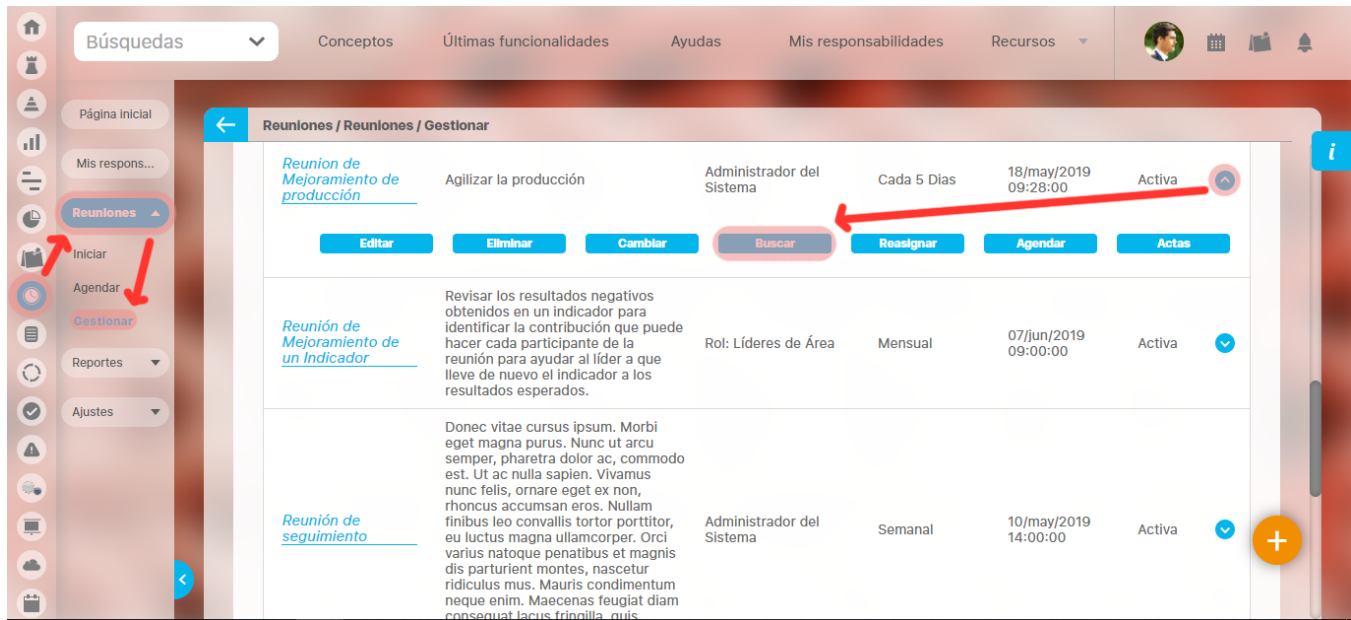 Búsquedas
Conceptos
Últimas funcionalidades
Ayudas
Mis responsabilidades
Recursos
Página inicial
Mis respons...
Reuniones
Iniciar
Agendar
Gestionar
Reportes
Ajustes
Reuniones / Reuniones / Gestionar
i
Reunion de
Mejoramiento de
producción
Agilizar la producción
Administrador del
Sistema
Cada 5 Dias
18/may/2019
09:28:00
Activa
Editar
Eliminar
Cambiar
Buscar
Reasignar
Agendar
Actas
Reunión de
Mejoramiento de
un Indicador
Revisar los resultados negativos
obtenidos en un indicador para
identificar la contribución que puede
hacer cada participante de la
reunión para ayudar al líder a que
lleve de nuevo el indicador a los
resultados esperados.
Rol: Líderes de Área
Mensual
07/jun/2019
09:00:00
Activa
Reunión de
seguimiento
Donec vitae cursus ipsum. Morbi
eget magna purus. Nunc ut arcu
semper, pharetra dolor ac, commodo
est. Ut ac nulla sapien. Vivamus
nunc felis, ornare eget ex non,
rhoncus accumsan eros. Nullam
finibus leo convallis tortor porttitor,
eu luctus magna ullamcorper. Orci
varius natoque penatibus et magnis
dis parturient montes, nascetur
ridiculus mus. Mauris condimentum
neque enim. Maecenas feugiat diam
consequat lacus fringilla, quis
Administrador del
Sistema
Semanal
10/may/2019
14:00:00
Activa
+